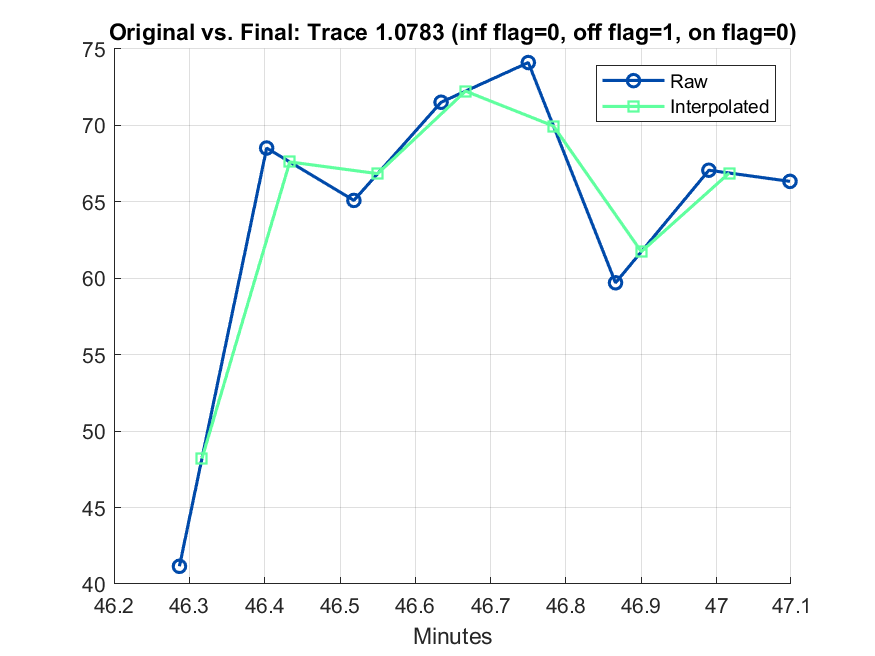 Original vs. Final: Trace 1.0783 (inf flag=0, off flag=1, on flag=0)
75
70
65
60
55
50
45
40
Raw
Interpolated
46.2 46.3 46.4 46.5 46.6 46.7 46.8 46.9 47 47.1
Minutes